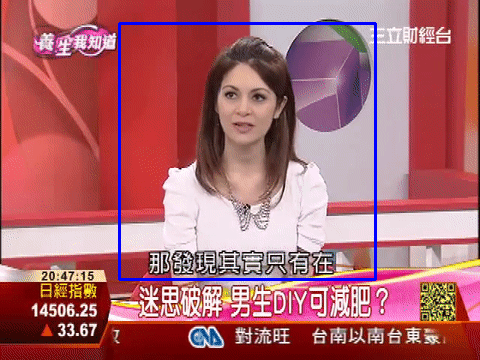 養生我知道
三立財經台
那發現其實只有在
20:47:15
日經指數
14506.25
▲ 33.67
迷思破解 男生DIY可減肥？
CNA 對流旺 台南以南台東豪